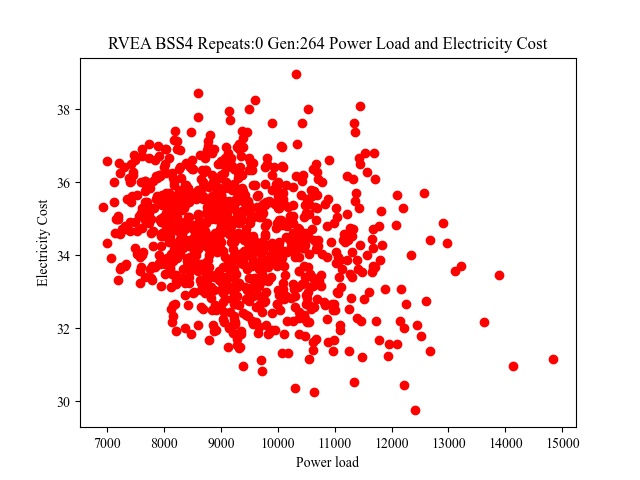 RVEA BSS4 Repeats:0 Gen:264 Power Load and Electricity Cost
38
36
34
32
30
Electricity Cost
7000 8000 9000 10000 11000 12000 13000 14000 15000
Power load